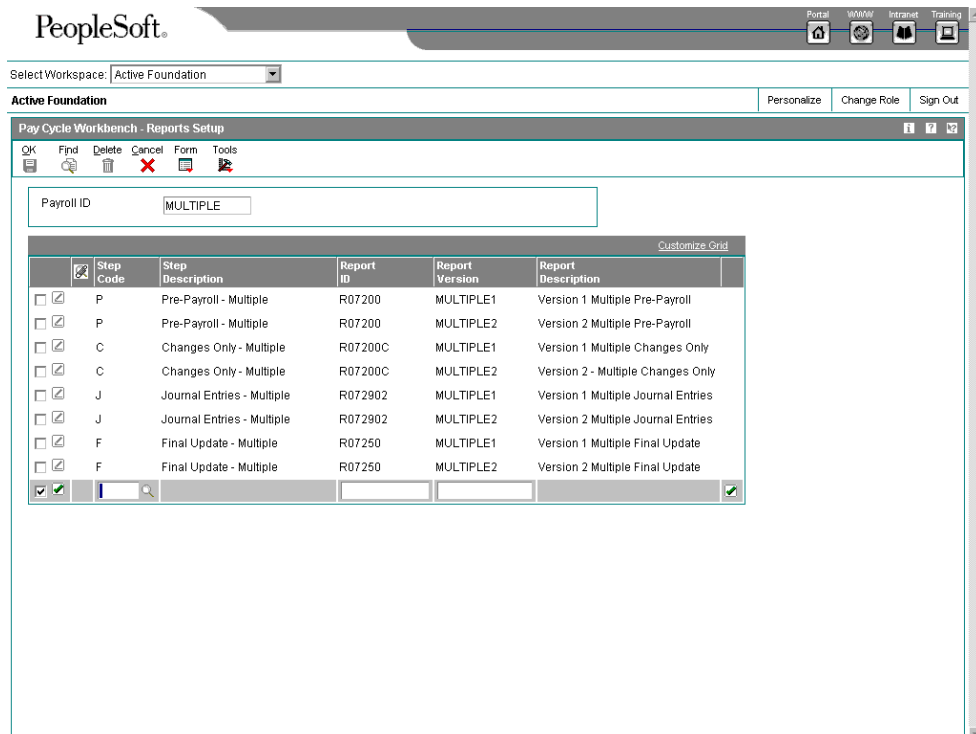 Portal WWW Intranet Training
PeopleSoft®
Select Workspace: Active Foundation
Active Foundation Personalize Change Role Sign Out
Pay Cycle Workbench - Reports Setup
OK Find Delete Cancel Form Tools
Payroll ID MULTIPLE
Customize Grid
Step Code Step Description Report ID Report Version Report Description
P Pre-Payroll - Multiple R07200 MULTIPLE1 Version 1 Multiple Pre-Payroll
P Pre-Payroll - Multiple R07200 MULTIPLE2 Version 2 Multiple Pre-Payroll
C Changes Only - Multiple R07200C MULTIPLE1 Version 1 Multiple Changes Only
C Changes Only - Multiple R07200C MULTIPLE2 Version 2 - Multiple Changes Only
J Journal Entries - Multiple R072902 MULTIPLE1 Version 1 Multiple Journal Entries
J Journal Entries - Multiple R072902 MULTIPLE2 Version 2 Multiple Journal Entries
F Final Update - Multiple R07250 MULTIPLE1 Version 1 Multiple Final Update
F Final Update - Multiple R07250 MULTIPLE2 Version 2 Multiple Final Update